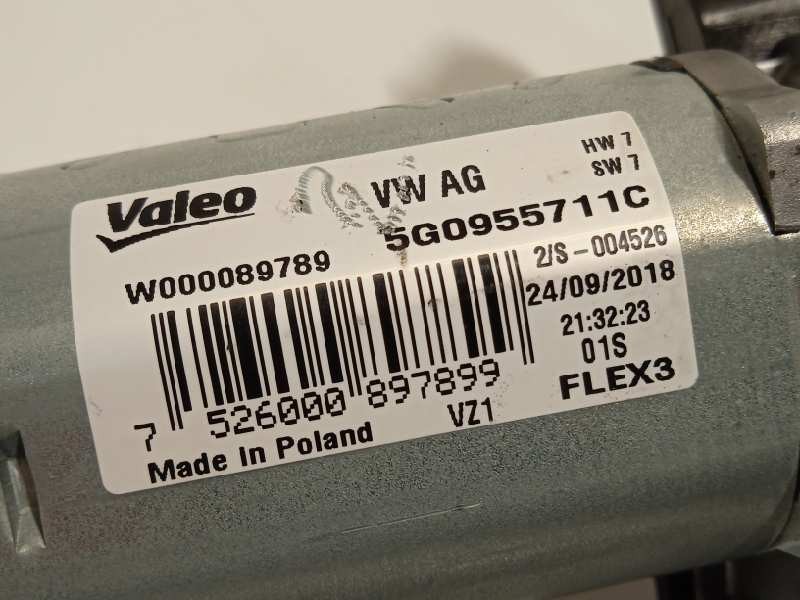 Valeo
VW AG
HW 7
SW 7
5G0955711C
W000089789
2/S-004526
24/09/2018
21:32:23
01S
7 526000 897899
VZ1
FLEX3
Made In Poland